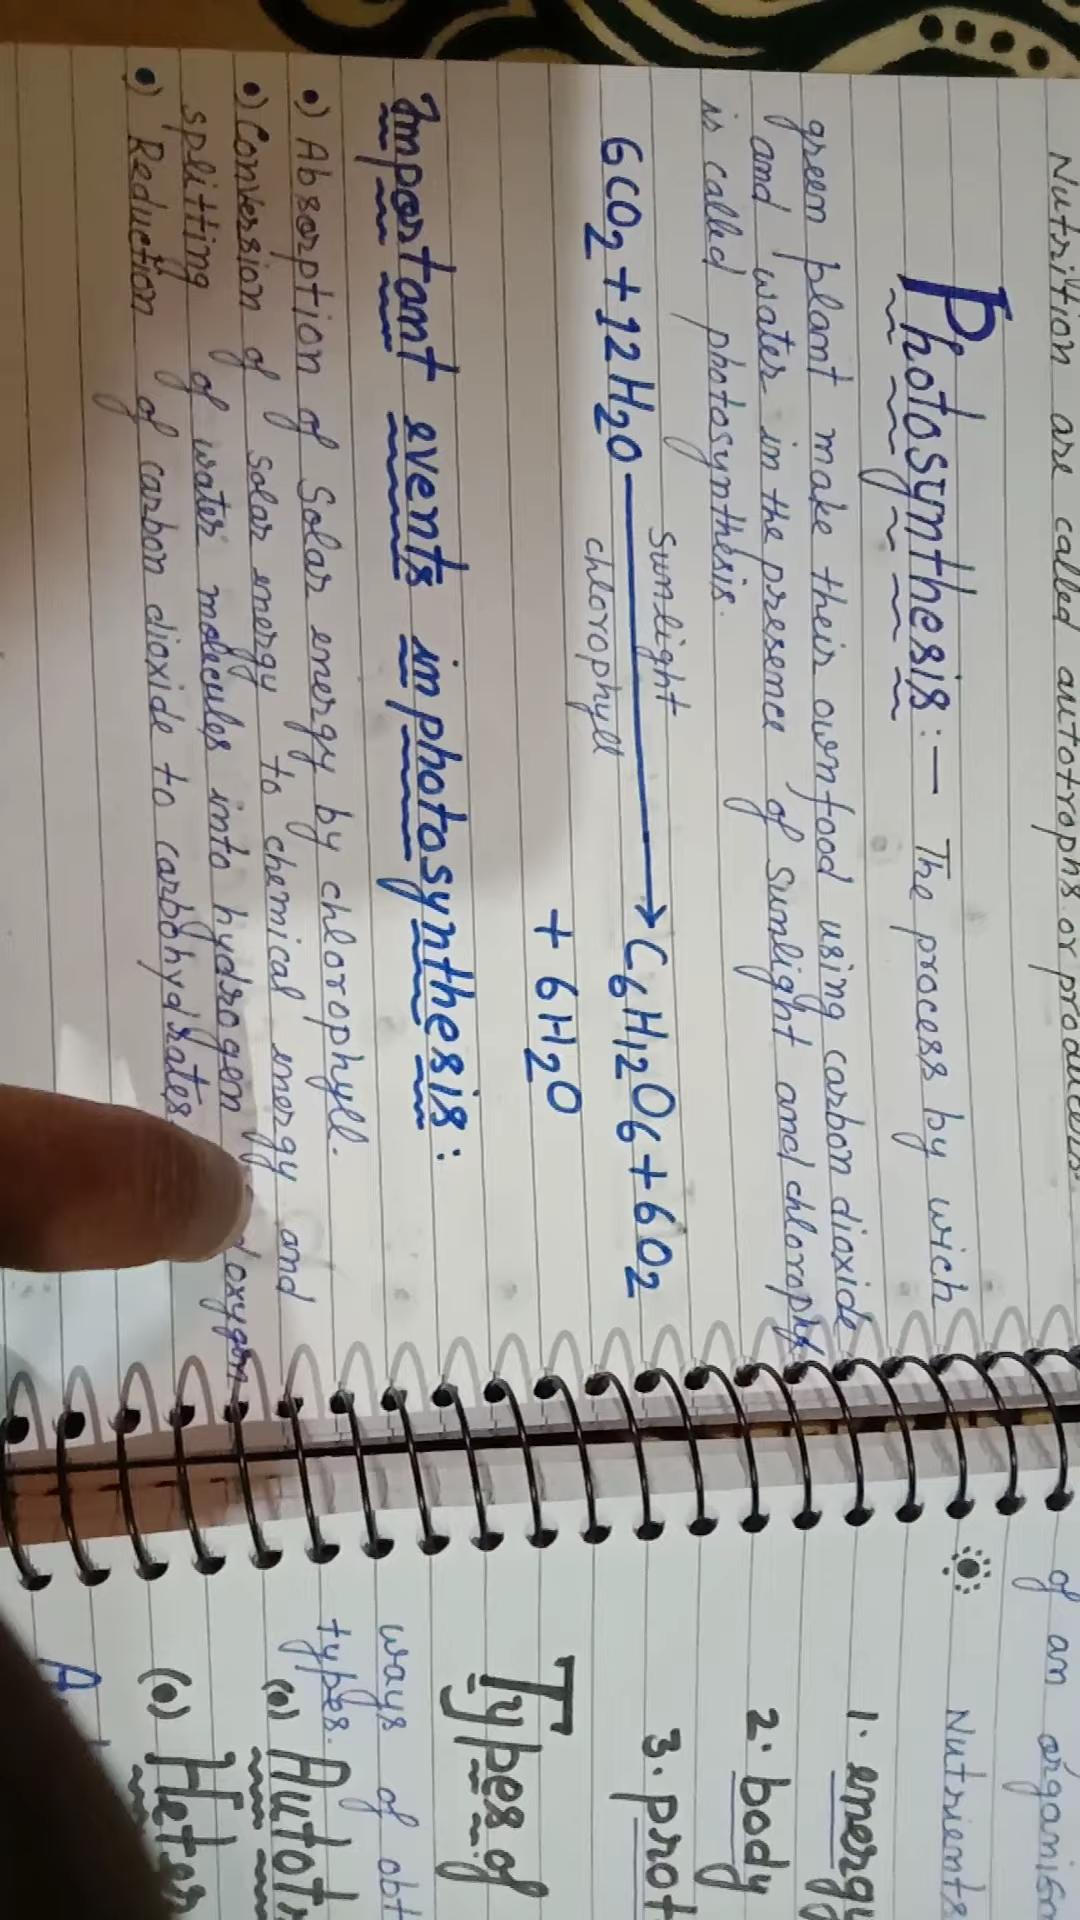 Nutrition are called autotrophs or producers.
Photosynthesis :— The process by wich
green plant make their own food using carbon dioxide
and water in the presence of Sunlight and chlorophyll
is called photosynthesis.
Sunlight
6CO2 + 12H2O ⟶ C6H12O6 + 6O2
chlorophyll
+ 6H2O
Important events in photosynthesis:
•) Absorption of Solar energy by chlorophyll.
•) Conversion of solar energy to chemical energy and
splitting of water molecules into hydrogen oxygen
•) Reduction of carbon dioxide to carbohydrates
of an organism
Nutrients
1. energy
2. body
3. prot
Types of
ways of obt
types.
(•) Autotr
(•) Heter